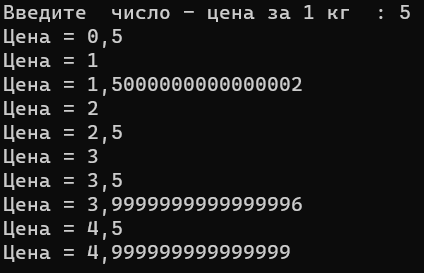 Введите  число - цена за 1 кг  : 5
Цена = 0,5
Цена = 1
Цена = 1,5000000000000002
Цена = 2
Цена = 2,5
Цена = 3
Цена = 3,5
Цена = 3,9999999999999996
Цена = 4,5
Цена = 4,999999999999999